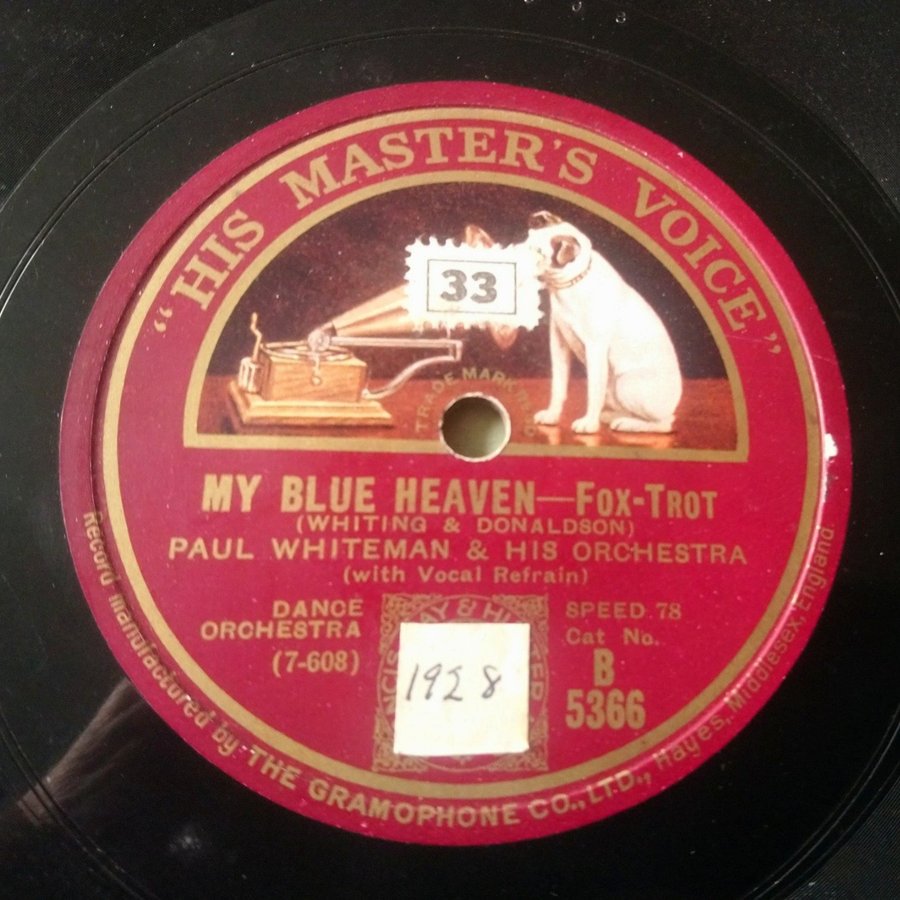 "HIS MASTER'S VOICE"
33
TRADE MARK
MY BLUE HEAVEN—FOX-TROT
(WHITING & DONALDSON)
PAUL WHITEMAN & HIS ORCHESTRA
(with Vocal Refrain)
DANCE
ORCHESTRA
(7-608)
SPEED 78
Cat No.
B
5366
1928
Record manufactured by THE GRAMOPHONE CO., LTD., Hayes, Middlesex, England.